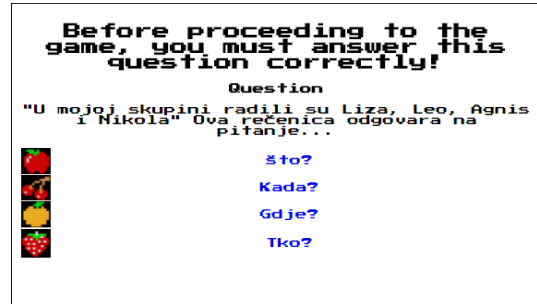 Before proceeding to the
game, you must answer this
question correctly!
Question
"U mojoj skupini radili su Liza, Leo, Agnis
i Nikola" Ova rečenica odgovara na
pitanje...
što?
Kada?
Gdje?
Tko?